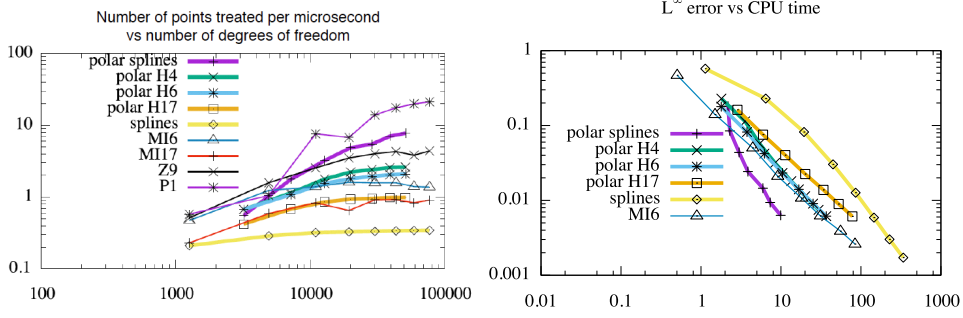 Number of points treated per microsecond
vs number of degrees of freedom
100
10
1
0.1
100
1000
10000
100000
polar splines
polar H4
polar H6
polar H17
splines
MI6
MI17
Z9
P1
L∞ error vs CPU time
1
0.1
0.01
0.001
0.01
0.1
1
10
100
1000
polar splines
polar H4
polar H6
polar H17
splines
MI6